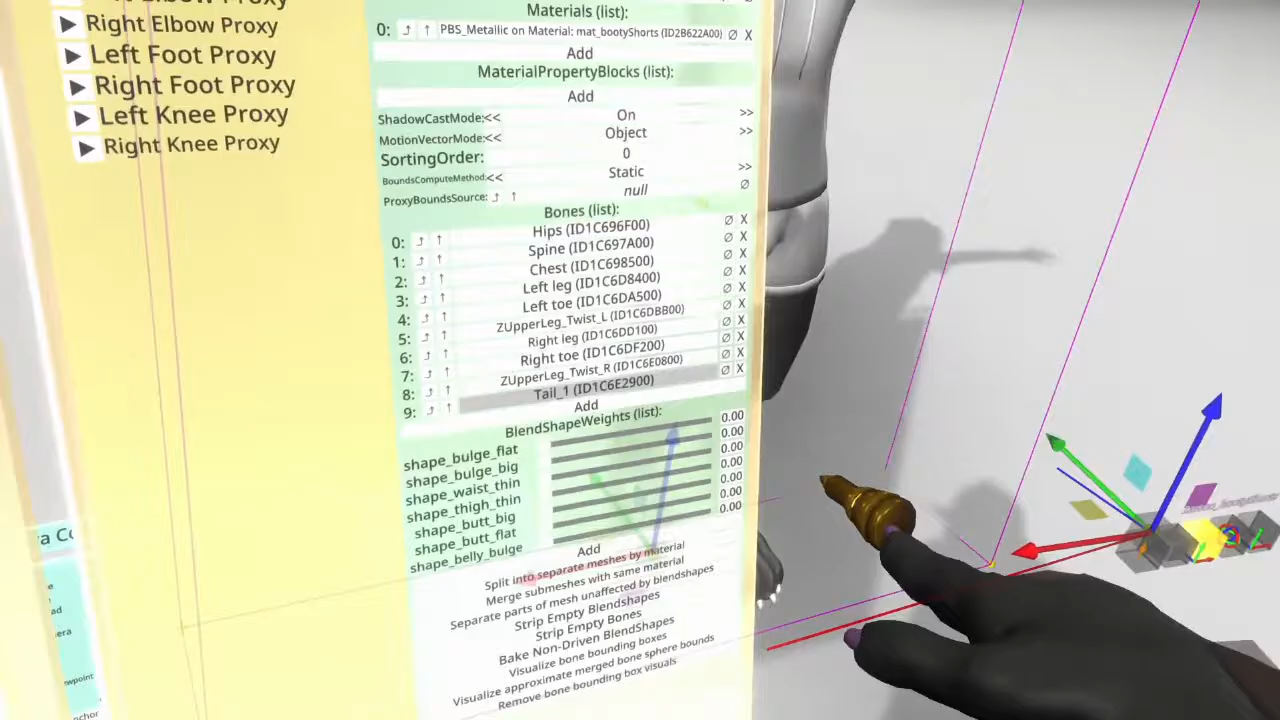 Right Elbow Proxy
Left Foot Proxy
Right Foot Proxy
Left Knee Proxy
Right Knee Proxy
Materials (list):
0: PBS_Metallic on Material: mat_bootyShorts (ID2B622A00) ∅ X
Add
MaterialPropertyBlocks (list):
Add
ShadowCastMode: << On >>
MotionVectorMode: << Object >>
SortingOrder: 0
BoundsComputeMethod: << Static >>
ProxyBoundsSource: null ∅
Bones (list):
0: Hips (ID1C696F00) ∅ X
1: Spine (ID1C697A00) ∅ X
2: Chest (ID1C698500) ∅ X
3: Left leg (ID1C6D8400) ∅ X
4: Left toe (ID1C6DA500) ∅ X
5: ZUpperLeg_Twist_L (ID1C6DBB00) ∅ X
6: Right leg (ID1C6DD100) ∅ X
7: Right toe (ID1C6DF200) ∅ X
8: ZUpperLeg_Twist_R (ID1C6E0800) ∅ X
9: Tail_1 (ID1C6E2900)
Add
BlendShapeWeights (list):
shape_bulge_flat 0.00
shape_bulge_big 0.00
shape_waist_thin 0.00
shape_thigh_thin 0.00
shape_butt_big 0.00
shape_butt_flat 0.00
shape_belly_bulge 0.00
Add
Split into separate meshes by material
Merge submeshes with same material
Separate parts of mesh unaffected by blendshapes
Strip Empty Blendshapes
Strip Empty Bones
Bake Non-Driven BlendShapes
Visualize bone bounding boxes
Visualize approximate merged bone sphere bounds
Remove bone bounding box visuals